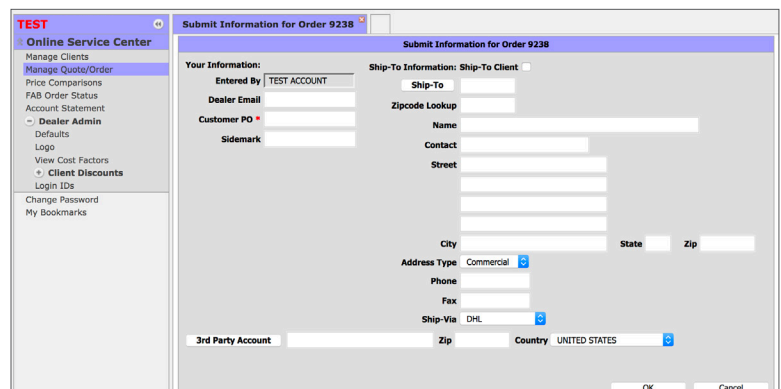 TEST
Online Service Center
Manage Clients
Manage Quote/Order
Price Comparisons
FAB Order Status
Account Statement
Dealer Admin
Defaults
Logo
View Cost Factors
Client Discounts
Login IDs
Change Password
My Bookmarks
Submit Information for Order 9238
Submit Information for Order 9238
Your Information:
Entered By TEST ACCOUNT
Dealer Email
Customer PO *
Sidemark
Ship-To Information: Ship-To Client
Ship-To
Zipcode Lookup
Name
Contact
Street
City State Zip
Address Type Commercial
Phone
Fax
Ship-Via DHL
3rd Party Account Zip Country UNITED STATES
OK Cancel